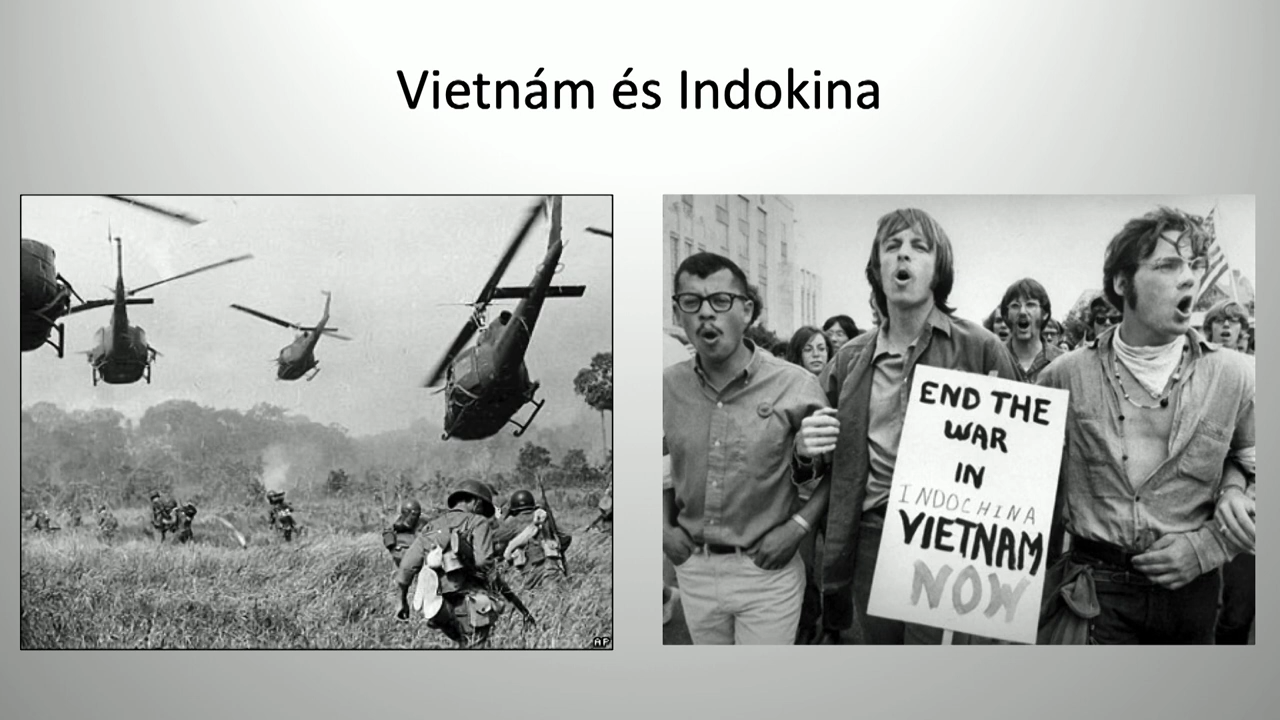 Vietnám és Indokina
END THE
WAR
IN
INDOCHINA
VIETNAM
NOW
AP